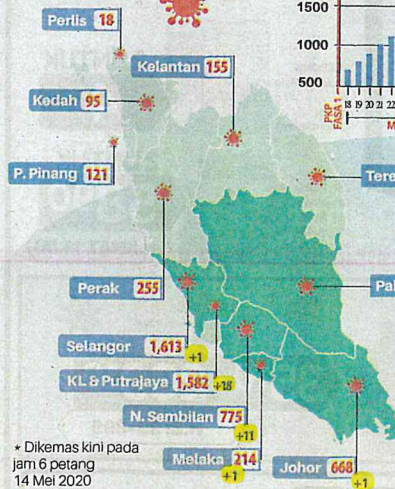 Perlis 18
Kelantan 155
Kedah 95
P. Pinang 121
Tere
Perak 255
Pa
Selangor 1,613 +1
KL & Putrajaya 1,582 +18
N. Sembilan 775
+11
Melaka 214
+1
Johor 668
+1
* Dikemas kini pada
jam 6 petang
14 Mei 2020
1500
1000
500
PKP
FASA 1
18 19 20 21 22
M